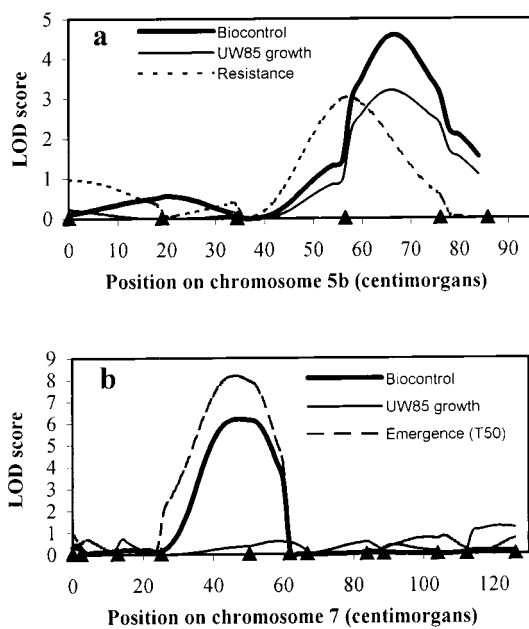 a
Biocontrol
UW85 growth
Resistance
LOD score
5
4
3
2
1
0
0 10 20 30 40 50 60 70 80 90
Position on chromosome 5b (centimorgans)
b
Biocontrol
UW85 growth
Emergence (T50)
LOD score
9
8
7
6
5
4
3
2
1
0
0 20 40 60 80 100 120
Position on chromosome 7 (centimorgans)